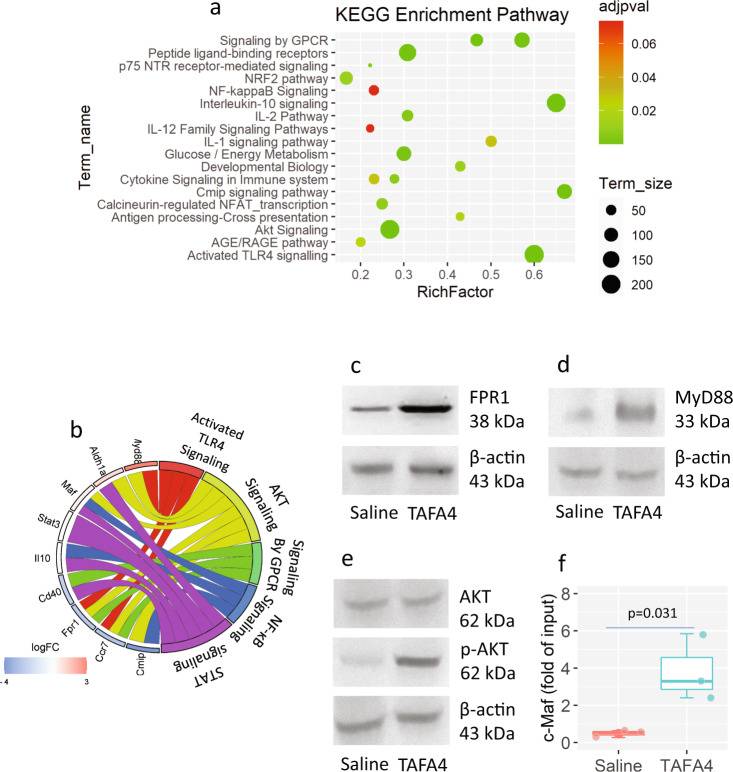 a
KEGG Enrichment Pathway
Term_name
Signaling by GPCR
Peptide ligand-binding receptors
p75 NTR receptor-mediated signaling
NRF2 pathway
NF-kappaB Signaling
Interleukin-10 signaling
IL-2 Pathway
IL-12 Family Signaling Pathways
IL-1 signaling pathway
Glucose / Energy Metabolism
Developmental Biology
Cytokine Signaling in Immune system
Cmip signaling pathway
Calcineurin-regulated NFAT_transcription
Antigen processing-Cross presentation
Akt Signaling
AGE/RAGE pathway
Activated TLR4 signalling
0.2 0.3 0.4 0.5 0.6
RichFactor
adjpval
0.06
0.04
0.02
Term_size
50
100
150
200
b
Activated
TLR4
Signaling
AKT
Signaling
Signaling
By GPCR
NF-kB
Signaling
STAT
signaling
Myd88
Aldh1a
Maf
Stat3
Il10
Cd40
Fpr1
Ccr7
Cmip
logFC
- 4 3
c
FPR1
38 kDa
β-actin
43 kDa
Saline TAFA4
d
MyD88
33 kDa
β-actin
43 kDa
Saline TAFA4
e
AKT
62 kDa
p-AKT
62 kDa
β-actin
43 kDa
Saline TAFA4
f
c-Maf (fold of input)
8
6
4
2
0
p=0.031
Saline TAFA4